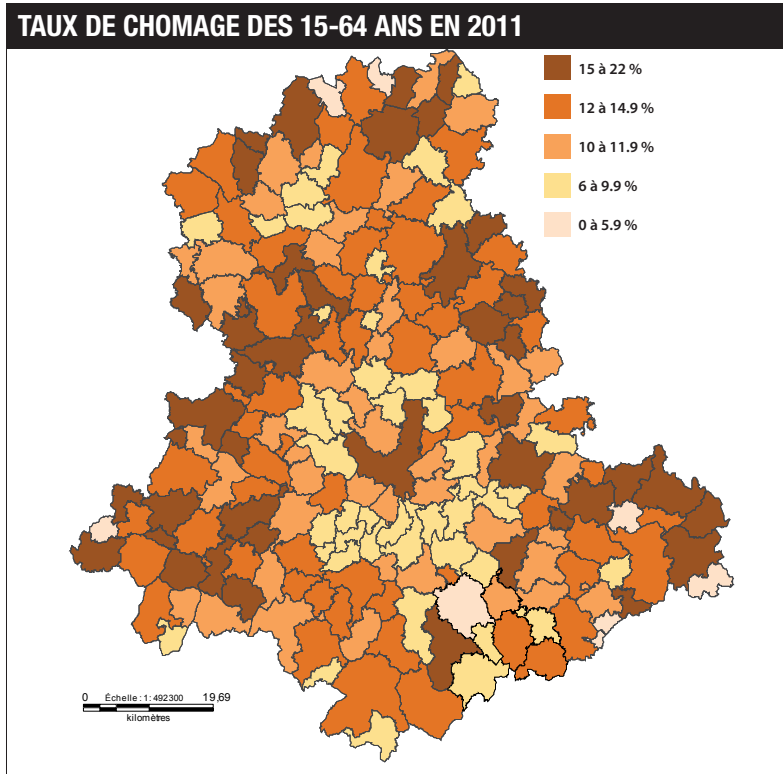 TAUX DE CHOMAGE DES 15-64 ANS EN 2011
15 à 22 %
12 à 14.9 %
10 à 11.9 %
6 à 9.9 %
0 à 5.9 %
0 Échelle : 1: 492300 19,69
kilomètres